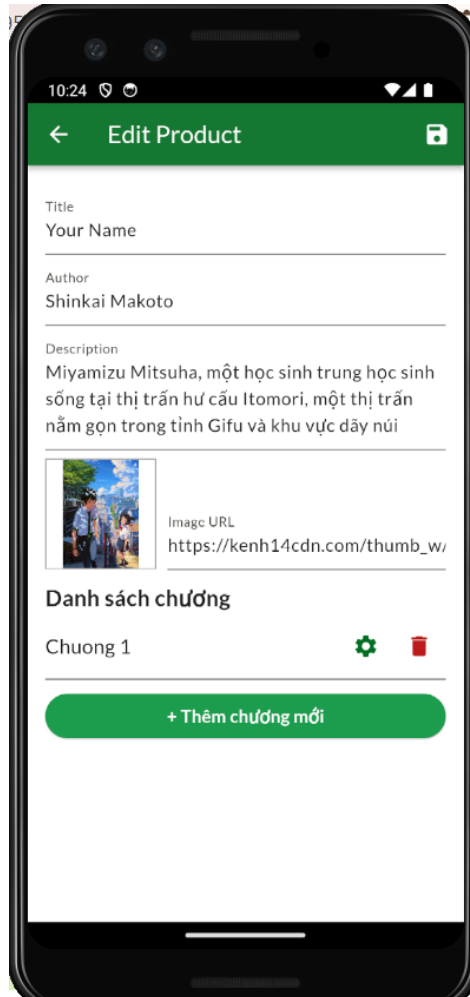 10:24
Edit Product
Title
Your Name
Author
Shinkai Makoto
Description
Miyamizu Mitsuha, một học sinh trung học sinh
sống tại thị trấn hư cấu Itomori, một thị trấn
nằm gọn trong tỉnh Gifu và khu vực dãy núi
Image URL
https://kenh14cdn.com/thumb_w/
Danh sách chương
Chuong 1
+ Thêm chương mới